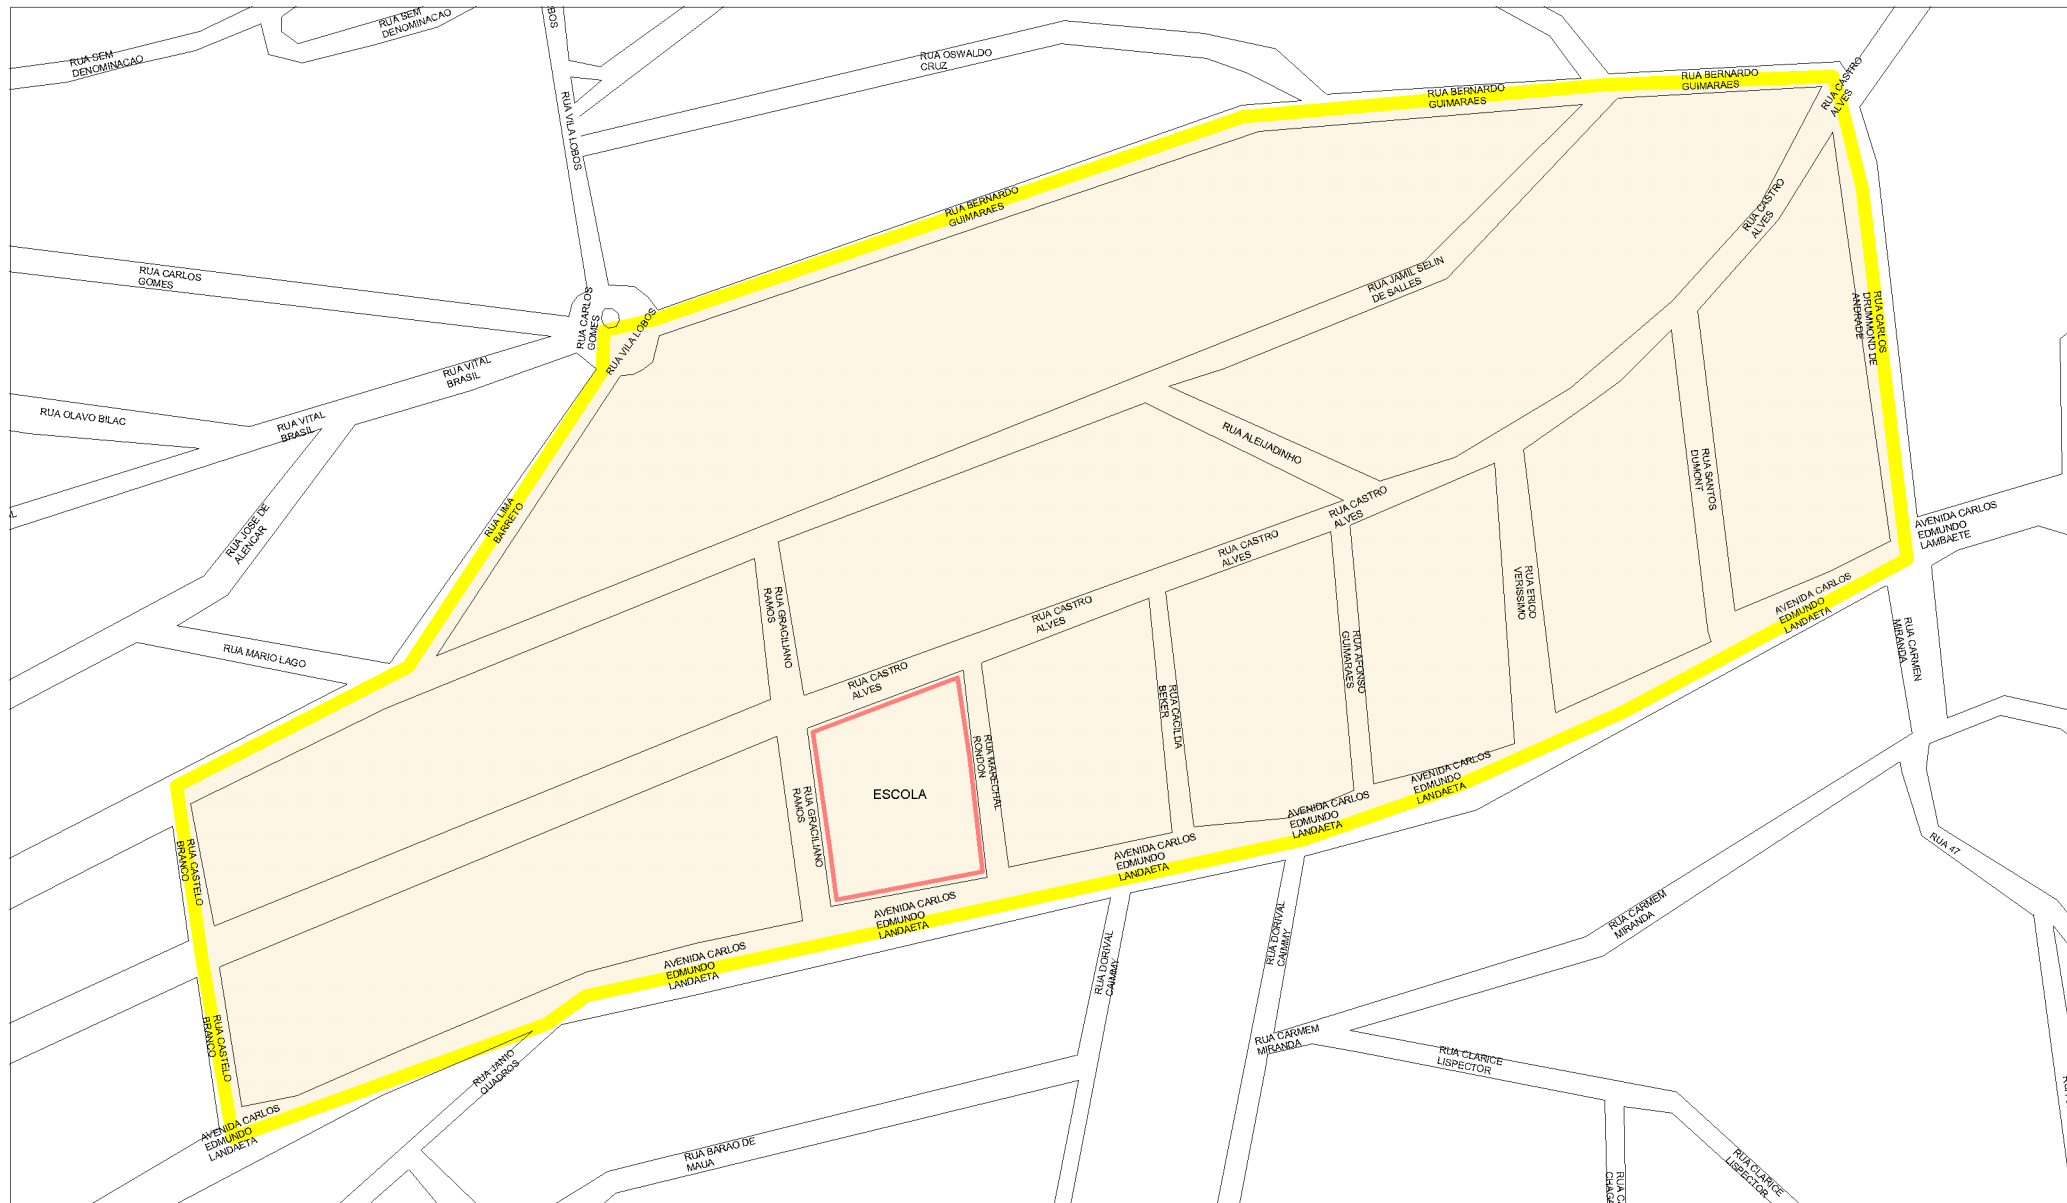 RUA SEM
DENOMINACAO
RUA SEM
DENOMINACAO
RUA VILA LOBOS
RUA OSWALDO
CRUZ
RUA BERNARDO
GUIMARAES
RUA BERNARDO
GUIMARAES
RUA CASTRO
ALVES
RUA BERNARDO
GUIMARAES
RUA CASTRO
ALVES
RUA CARLOS
GOMES
RUA CARLOS
GOMES
RUA VILA LOBOS
RUA JAMIL SELIN
DE SALLES
RUA CARLOS
DRUMMOND DE
ANDRADE
RUA VITAL
BRASIL
RUA OLAVO BILAC
RUA VITAL
BRASIL
RUA ALEIJADINHO
RUA SANTOS
DUMONT
RUA LIMA
BARRETO
RUA JOSE DE
ALENCAR
RUA CASTRO
ALVES
RUA CASTRO
ALVES
AVENIDA CARLOS
EDMUNDO
LAMBAETE
RUA GRACILIANO
RAMOS
RUA CASTRO
ALVES
RUA ERICO
VERISSIMO
AVENIDA CARLOS
EDMUNDO
LANDAETA
RUA CARMEN
MIRANDA
RUA MARIO LAGO
RUA CASTRO
ALVES
RUA AFONSO
GUIMARAES
RUA CACILDA
BEKER
RUA MARECHAL
RONDON
ESCOLA
RUA GRACILIANO
RAMOS
AVENIDA CARLOS
EDMUNDO
LANDAETA
AVENIDA CARLOS
EDMUNDO
LANDAETA
AVENIDA CARLOS
EDMUNDO
LANDAETA
RUA 47
RUA CASTELO
BRANCO
AVENIDA CARLOS
EDMUNDO
LANDAETA
RUA CARMEM
MIRANDA
AVENIDA CARLOS
EDMUNDO
LANDAETA
RUA DORIVAL
CAIMMY
RUA DORIVAL
CAIMMY
RUA CASTELO
BRANCO
RUA JANIO
QUADROS
RUA CARMEM
MIRANDA
RUA CLARICE
LISPECTOR
AVENIDA CARLOS
EDMUNDO
LANDAETA
RUA BARAO DE
MAUA
RUA CLARICE
LISPECTOR